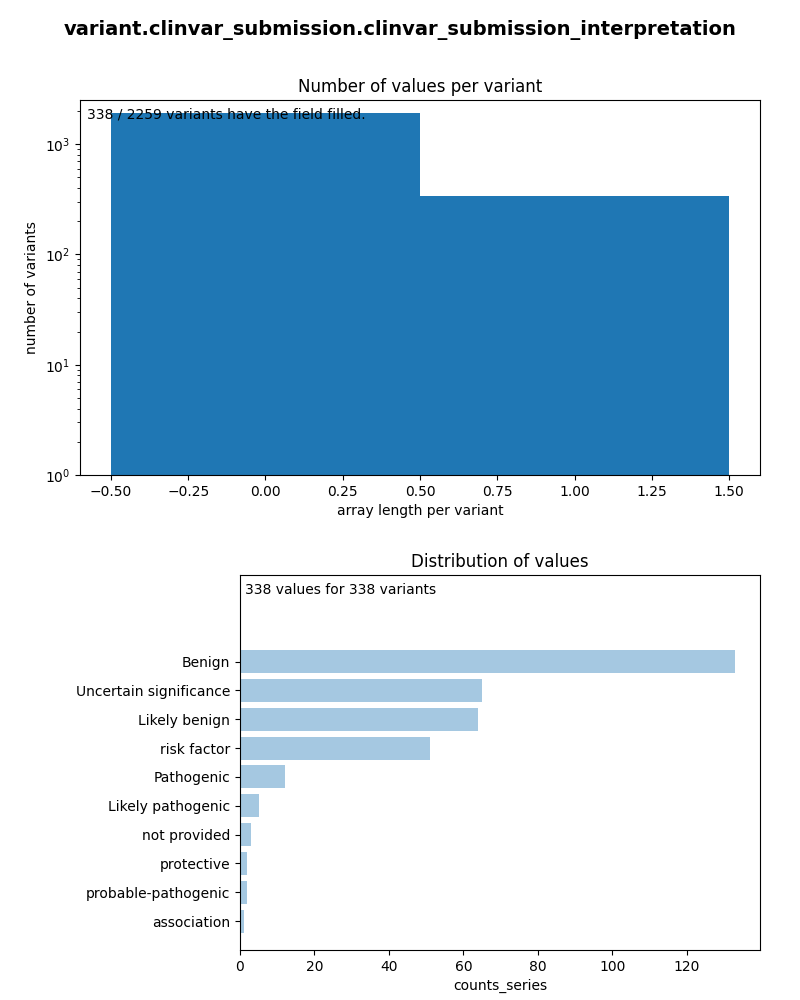 variant.clinvar_submission.clinvar_submission_interpretation
Number of values per variant
338 / 2259 variants have the field filled.
10³
10²
10¹
10⁰
number of variants
−0.50 −0.25 0.00 0.25 0.50 0.75 1.00 1.25 1.50
array length per variant
Distribution of values
338 values for 338 variants
Benign
Uncertain significance
Likely benign
risk factor
Pathogenic
Likely pathogenic
not provided
protective
probable-pathogenic
association
0 20 40 60 80 100 120
counts_series